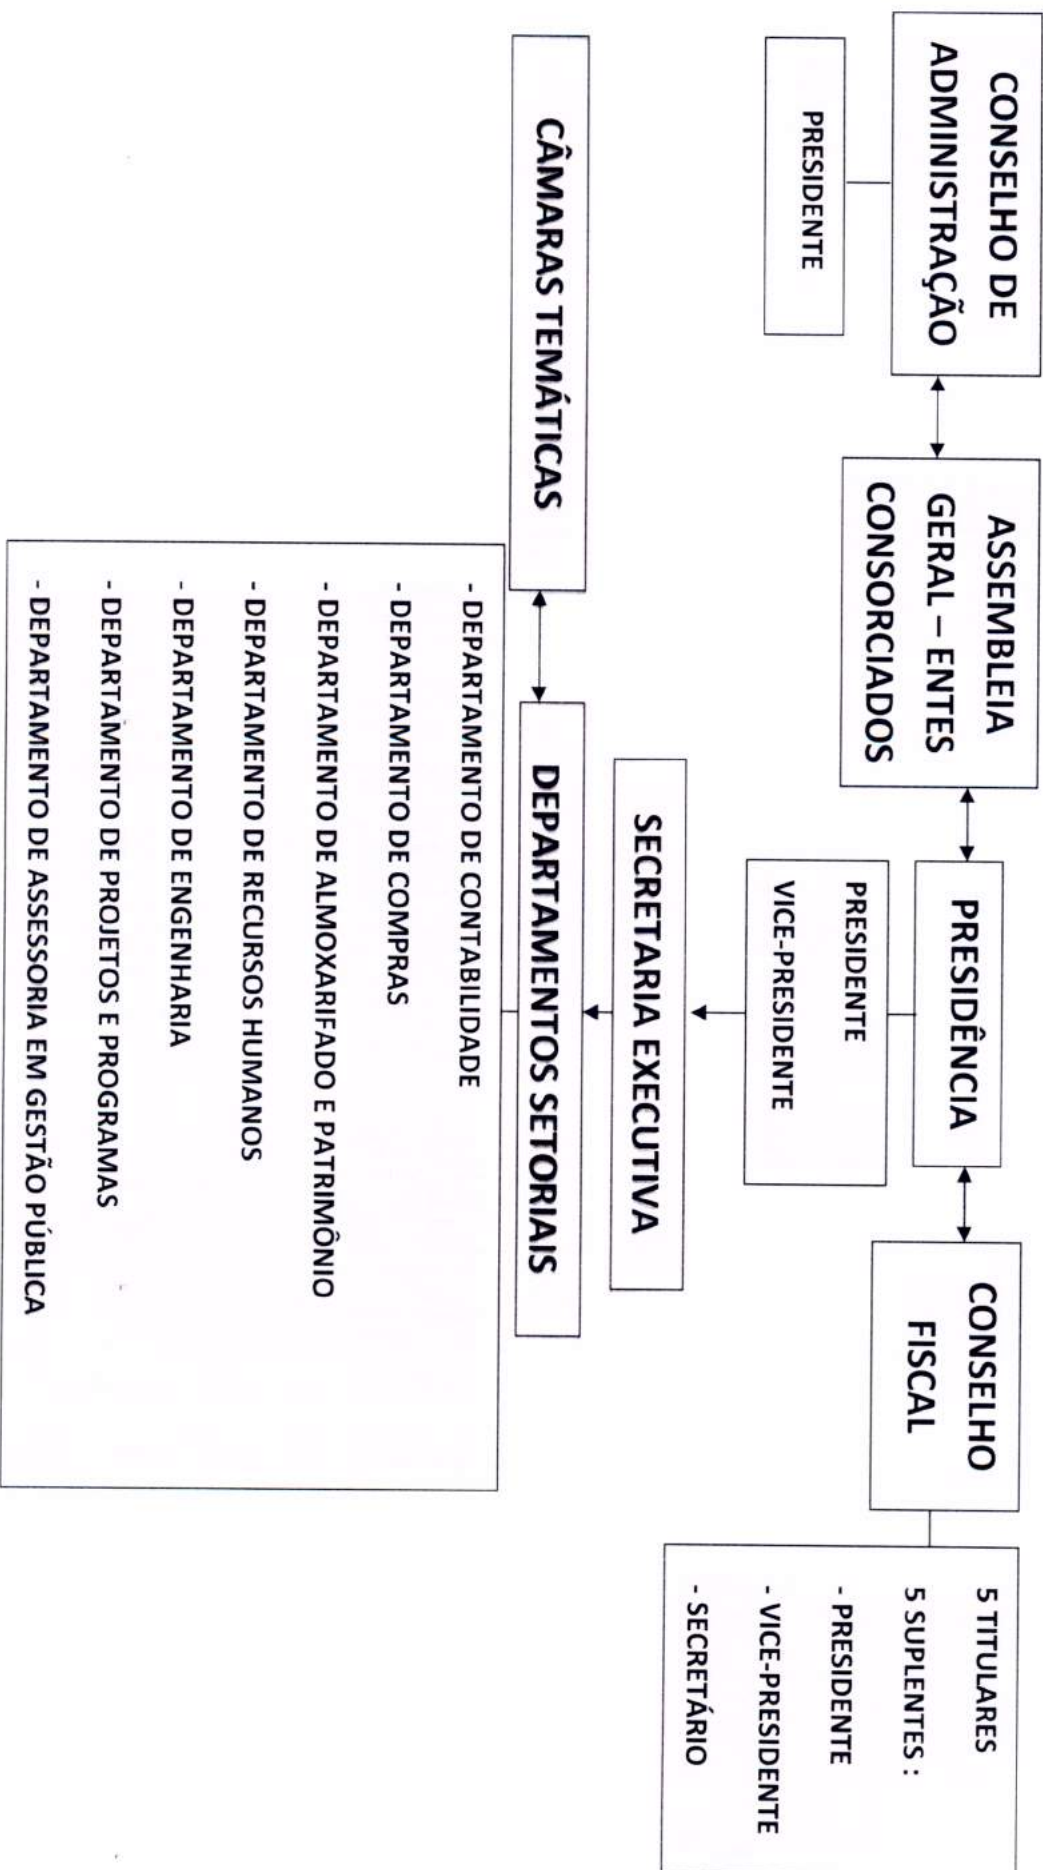 CONSELHO DE
ADMINISTRAÇÃO
PRESIDENTE
ASSEMBLEIA
GERAL – ENTES
CONSORCIADOS
PRESIDÊNCIA
PRESIDENTE
VICE-PRESIDENTE
CONSELHO
FISCAL
5 TITULARES
5 SUPLENTES :
- PRESIDENTE
- VICE-PRESIDENTE
- SECRETÁRIO
SECRETARIA EXECUTIVA
CÂMARAS TEMÁTICAS
DEPARTAMENTOS SETORIAIS
- DEPARTAMENTO DE CONTABILIDADE
- DEPARTAMENTO DE COMPRAS
- DEPARTAMENTO DE ALMOXARIFADO E PATRIMÔNIO
- DEPARTAMENTO DE RECURSOS HUMANOS
- DEPARTAMENTO DE ENGENHARIA
- DEPARTAMENTO DE PROJETOS E PROGRAMAS
- DEPARTAMENTO DE ASSESSORIA EM GESTÃO PÚBLICA